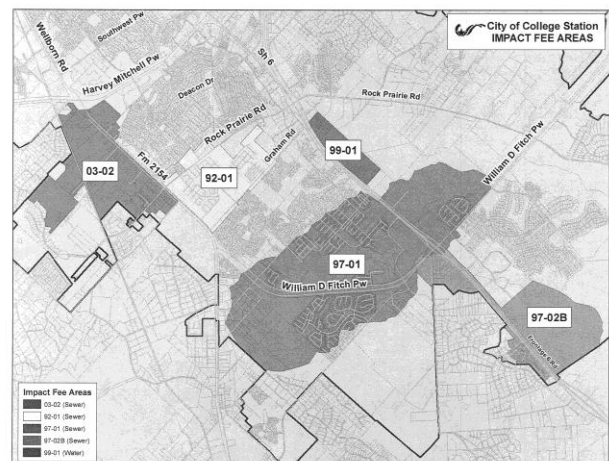 City of College Station
IMPACT FEE AREAS
Wellborn Rd
Southwest Pw
Sh 6
Harvey Mitchell Pw
Deacon Dr
Rock Prairie Rd
Rock Prairie Rd
Graham Rd
William D Fitch Pw
99-01
03-02
Fm 2154
92-01
97-01
William D Fitch Pw
97-02B
Frontage 6 Rd
Impact Fee Areas
03-02 (Sewer)
92-01 (Sewer)
97-01 (Sewer)
97-02B (Sewer)
99-01 (Water)